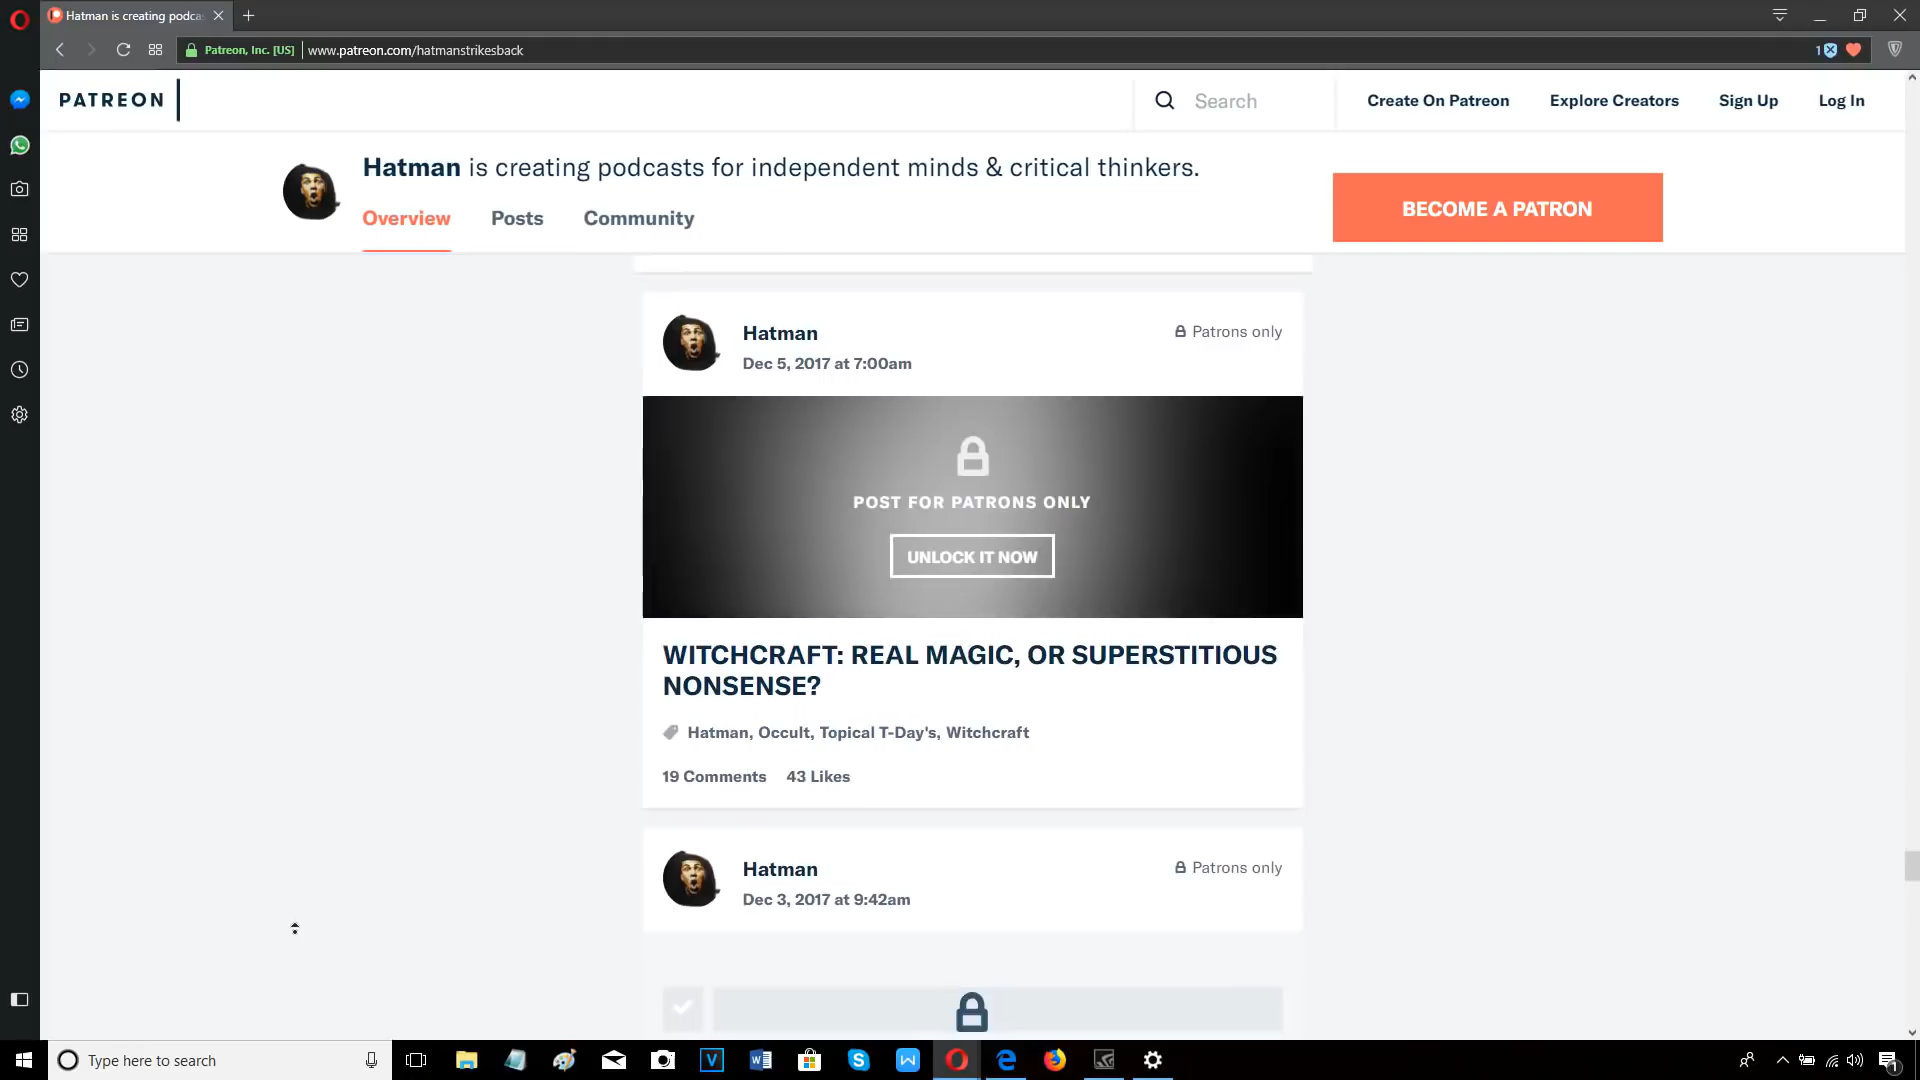 Hatman is creating podca
Patreon, Inc. [US]
www.patreon.com/hatmanstrikesback
1
PATREON
Search
Create On Patreon
Explore Creators
Sign Up
Log In
Hatman is creating podcasts for independent minds & critical thinkers.
Overview
Posts
Community
BECOME A PATRON
Hatman
Patrons only
Dec 5, 2017 at 7:00am
POST FOR PATRONS ONLY
UNLOCK IT NOW
WITCHCRAFT: REAL MAGIC, OR SUPERSTITIOUS
NONSENSE?
Hatman, Occult, Topical T-Day's, Witchcraft
19 Comments
43 Likes
Hatman
Patrons only
Dec 3, 2017 at 9:42am
Type here to search
1